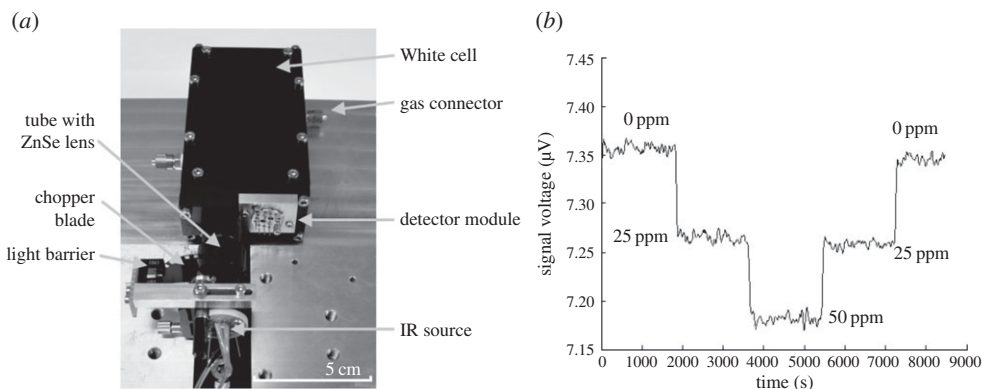 (a)
White cell
gas connector
tube with
ZnSe lens
chopper
blade
detector module
light barrier
IR source
5 cm
(b)
7.45
7.40
7.35
7.30
7.25
7.20
7.15
signal voltage (μV)
0 ppm
0 ppm
25 ppm
25 ppm
50 ppm
0 1000 2000 3000 4000 5000 6000 7000 8000 9000
time (s)